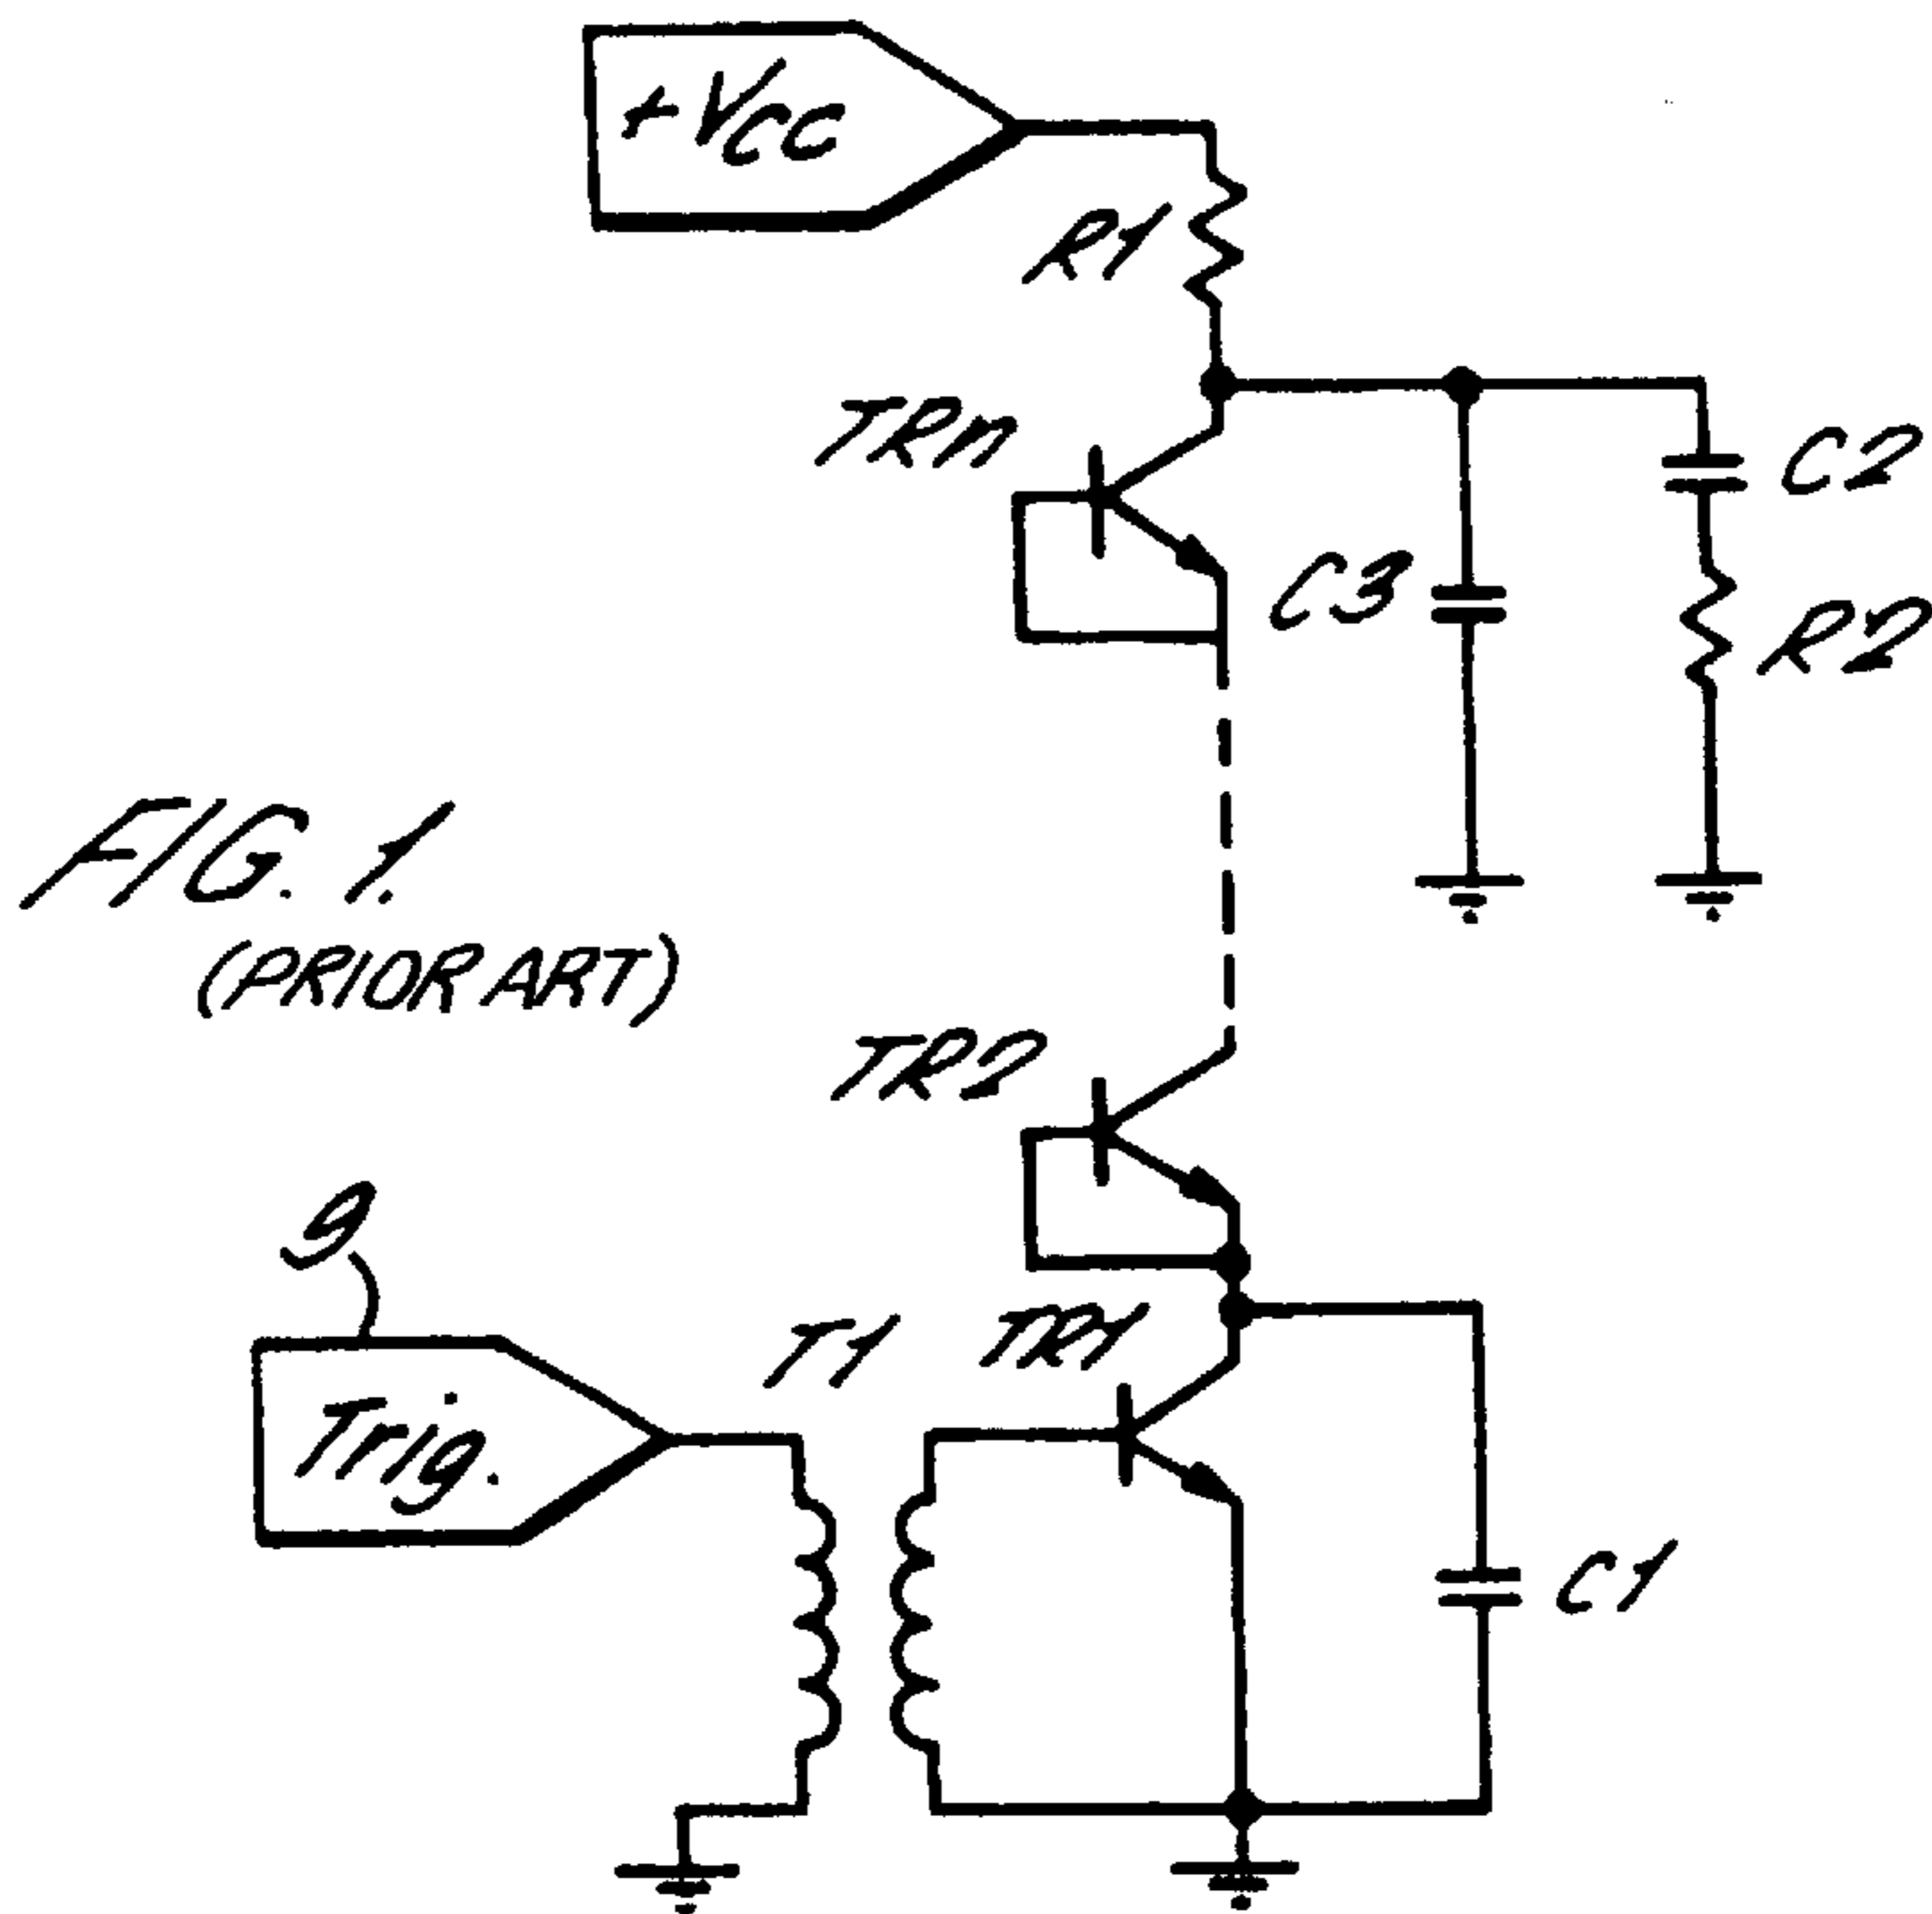 +Vcc
R1
TRn
C2
C3
R2
FIG. 1.
(PRIOR ART)
TR2
9
T1
TR1
Trig.
C1